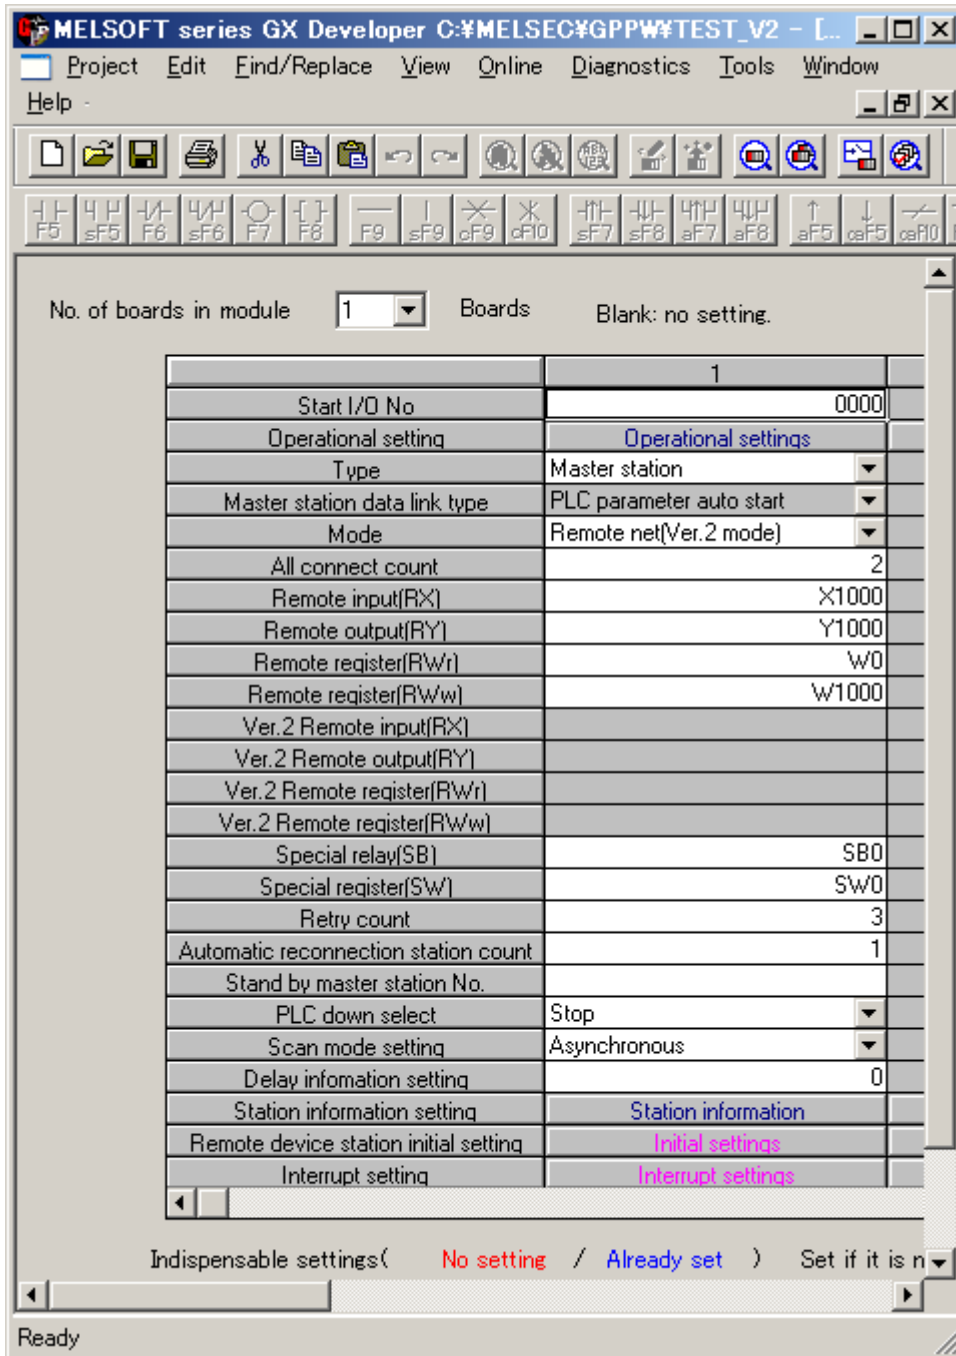 MELSOFT series GX Developer C:¥MELSEC¥GPPW¥TEST_V2 - [...
Project Edit Find/Replace View Online Diagnostics Tools Window
Help
F5 sF5 F6 sF6 F7 F8 F9 sF9 cF9 cF10 sF7 sF8 aF7 aF8 aF5 caF5 caF10
No. of boards in module 1 Boards Blank: no setting.
1
Start I/O No 0000
Operational setting Operational settings
Type Master station
Master station data link type PLC parameter auto start
Mode Remote net(Ver.2 mode)
All connect count 2
Remote input(RX) X1000
Remote output(RY) Y1000
Remote register(RWr) W0
Remote register(RWw) W1000
Ver.2 Remote input(RX)
Ver.2 Remote output(RY)
Ver.2 Remote register(RWr)
Ver.2 Remote register(RWw)
Special relay(SB) SB0
Special register(SW) SW0
Retry count 3
Automatic reconnection station count 1
Stand by master station No.
PLC down select Stop
Scan mode setting Asynchronous
Delay infomation setting 0
Station information setting Station information
Remote device station initial setting Initial settings
Interrupt setting Interrupt settings
Indispensable settings( No setting / Already set ) Set if it is n
Ready